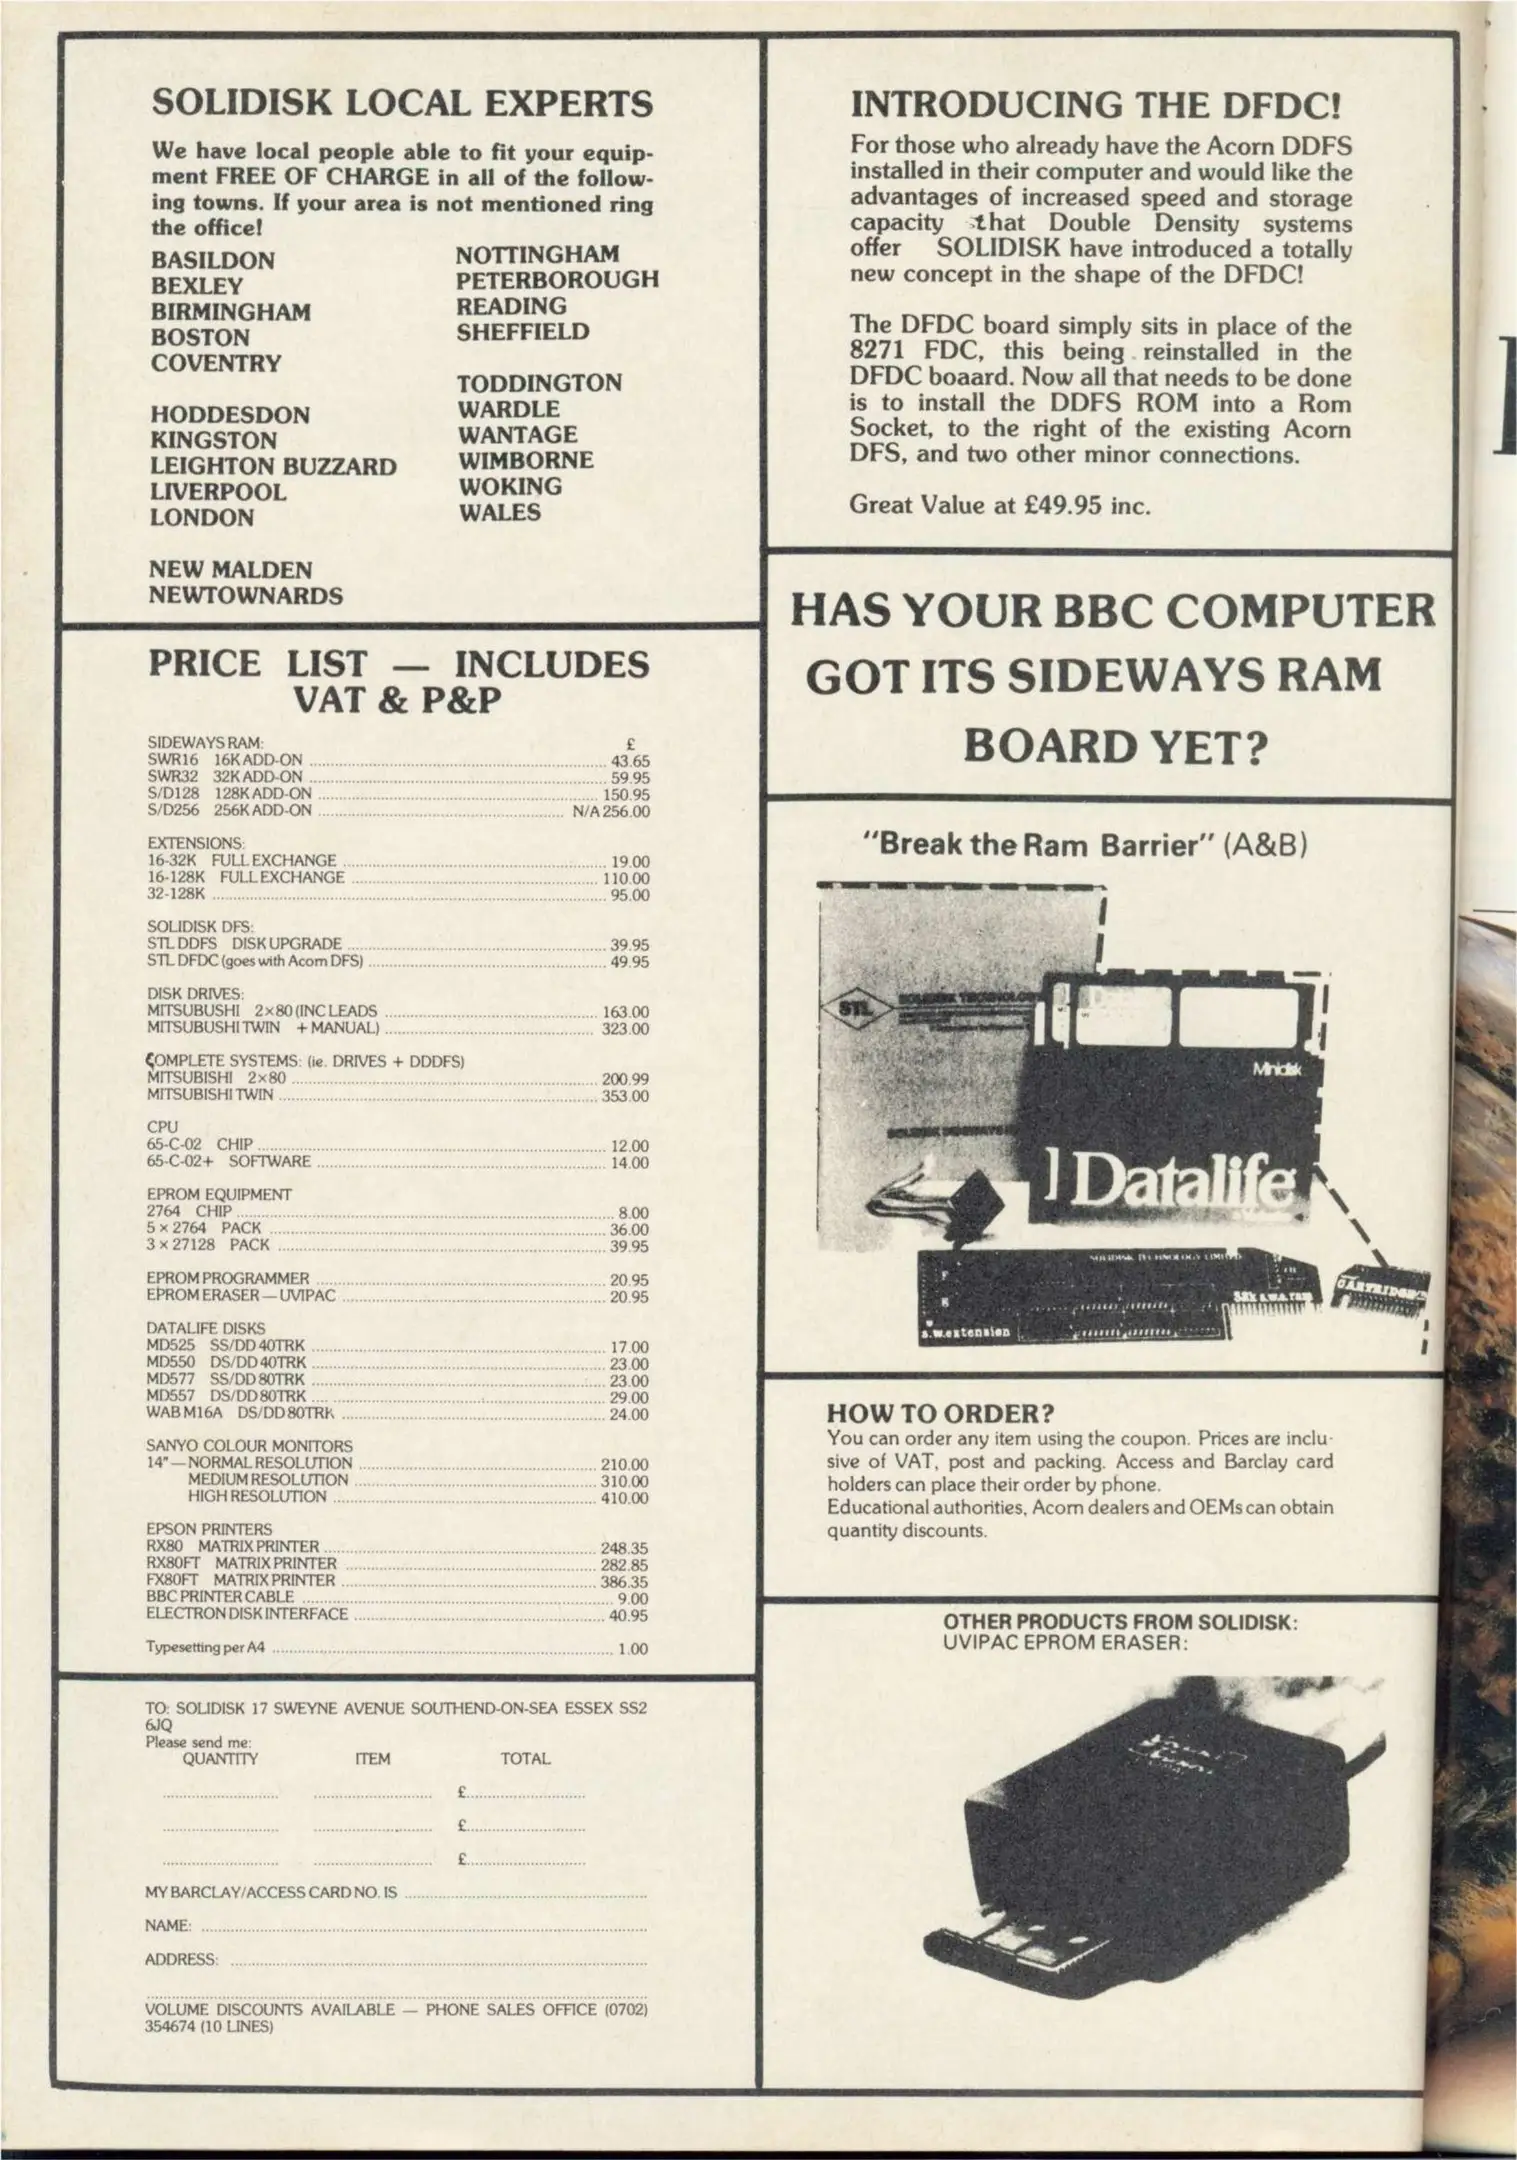 SOLIDISK LOCAL EXPERTS
We have local people able to fit your equip-
ment FREE OF CHARGE in all of the follow-
ing towns. If your area is not mentioned ring
the office!
BASILDON
BEXLEY
BIRMINGHAM
BOSTON
COVENTRY
HODDESDON
KINGSTON
LEIGHTON BUZZARD
LIVERPOOL
LONDON
NEW MALDEN
NEWTOWNARDS
NOTTINGHAM
PETERBOROUGH
READING
SHEFFIELD
TODDINGTON
WARDLE
WANTAGE
WIMBORNE
WOKING
WALES
PRICE LIST — INCLUDES
VAT & P&P
SIDEWAYS RAM: £
SWR16 16K ADD-ON 43.65
SWR32 32K ADD-ON 59.95
S/D128 128K ADD-ON 150.95
S/D256 256K ADD-ON N/A 256.00
EXTENSIONS:
16-32K FULL EXCHANGE 19.00
16-128K FULL EXCHANGE 110.00
32-128K 95.00
SOLIDISK DFS:
STL DDFS DISK UPGRADE 39.95
STL DFDC (goes with Acorn DFS) 49.95
DISK DRIVES:
MITSUBUSHI 2×80 (INC LEADS 163.00
MITSUBUSHI TWIN + MANUAL) 323.00
COMPLETE SYSTEMS: (ie. DRIVES + DDDFS)
MITSUBISHI 2×80 200.99
MITSUBISHI TWIN 353.00
CPU
65-C-02 CHIP 12.00
65-C-02+ SOFTWARE 14.00
EPROM EQUIPMENT
2764 CHIP 8.00
5 × 2764 PACK 36.00
3 × 27128 PACK 39.95
EPROM PROGRAMMER 20.95
EPROM ERASER — UVIPAC 20.95
DATALIFE DISKS
MD525 SS/DD 40TRK 17.00
MD550 DS/DD 40TRK 23.00
MD577 SS/DD 80TRK 23.00
MD557 DS/DD 80TRK 29.00
WAB M16A DS/DD 80TRK 24.00
SANYO COLOUR MONITORS
14" — NORMAL RESOLUTION 210.00
MEDIUM RESOLUTION 310.00
HIGH RESOLUTION 410.00
EPSON PRINTERS
RX80 MATRIX PRINTER 248.35
RX80FT MATRIX PRINTER 282.85
FX80FT MATRIX PRINTER 386.35
BBC PRINTER CABLE 9.00
ELECTRON DISK INTERFACE 40.95
Typesetting per A4 1.00
TO: SOLIDISK 17 SWEYNE AVENUE SOUTHEND-ON-SEA ESSEX SS2
6JQ
Please send me:
QUANTITY ITEM TOTAL
£
£
£
MY BARCLAY/ACCESS CARD NO. IS
NAME:
ADDRESS:
VOLUME DISCOUNTS AVAILABLE — PHONE SALES OFFICE (0702)
354674 (10 LINES)
INTRODUCING THE DFDC!
For those who already have the Acorn DDFS
installed in their computer and would like the
advantages of increased speed and storage
capacity that Double Density systems
offer SOLIDISK have introduced a totally
new concept in the shape of the DFDC!
The DFDC board simply sits in place of the
8271 FDC, this being reinstalled in the
DFDC boaard. Now all that needs to be done
is to install the DDFS ROM into a Rom
Socket, to the right of the existing Acorn
DFS, and two other minor connections.
Great Value at £49.95 inc.
HAS YOUR BBC COMPUTER
GOT ITS SIDEWAYS RAM
BOARD YET?
"Break the Ram Barrier" (A&B)
STL
SOLIDISK TECHNOLOGY
Minidisk
SOLIDISK SIDEWAYS
Datalife
SOLIDISK TECHNOLOGY LIMITED
32k s.w.a. ram
CARTRIDGE
s.w.extension
HOW TO ORDER?
You can order any item using the coupon. Prices are inclu-
sive of VAT, post and packing. Access and Barclay card
holders can place their order by phone.
Educational authorities, Acorn dealers and OEMs can obtain
quantity discounts.
OTHER PRODUCTS FROM SOLIDISK:
UVIPAC EPROM ERASER: